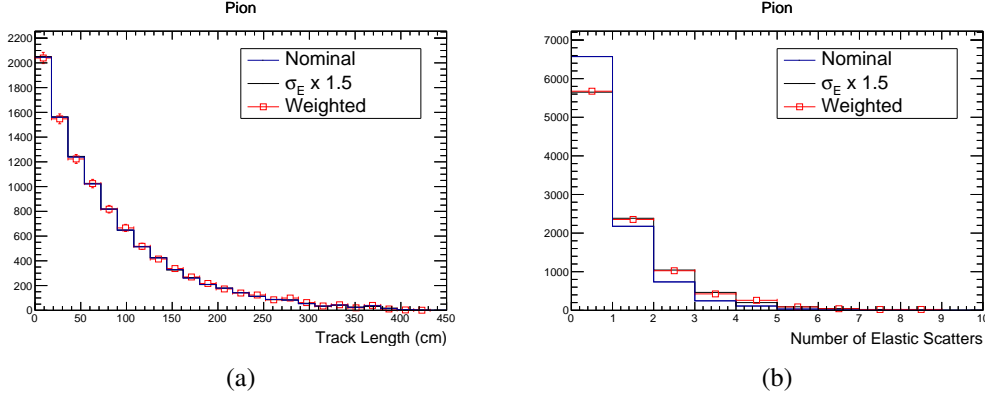 Pion
2200
2000
1800
1600
1400
1200
1000
800
600
400
200
0
0 50 100 150 200 250 300 350 400 450
Track Length (cm)
Nominal
σE x 1.5
Weighted
(a)
Pion
7000
6000
5000
4000
3000
2000
1000
0
0 1 2 3 4 5 6 7 8 9 10
Number of Elastic Scatters
Nominal
σE x 1.5
Weighted
(b)